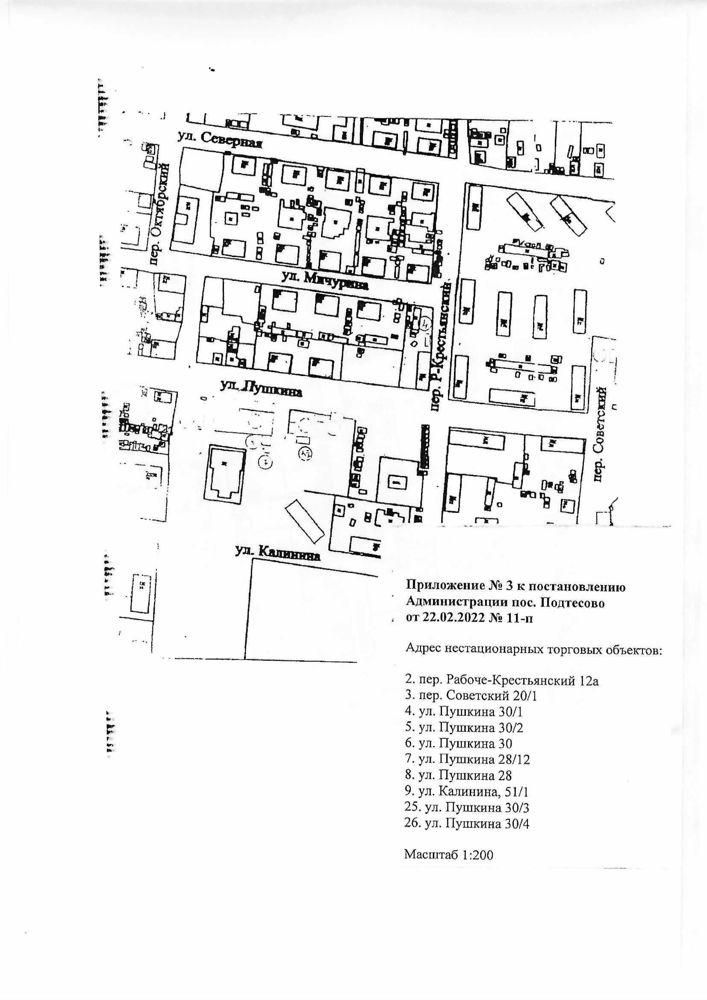 ул. Северная
пер. Октябрьский
ул. Мичурина
пер. Р-Крестьянский
4
ул. Пушкина
пер. Советский
ул. Калинина
Приложение № 3 к постановлению
Администрации пос. Подтесово
от 22.02.2022 № 11-п
Адрес нестационарных торговых объектов:
2. пер. Рабоче-Крестьянский 12а
3. пер. Советский 20/1
4. ул. Пушкина 30/1
5. ул. Пушкина 30/2
6. ул. Пушкина 30
7. ул. Пушкина 28/12
8. ул. Пушкина 28
9. ул. Калинина, 51/1
25. ул. Пушкина 30/3
26. ул. Пушкина 30/4
Масштаб 1:200